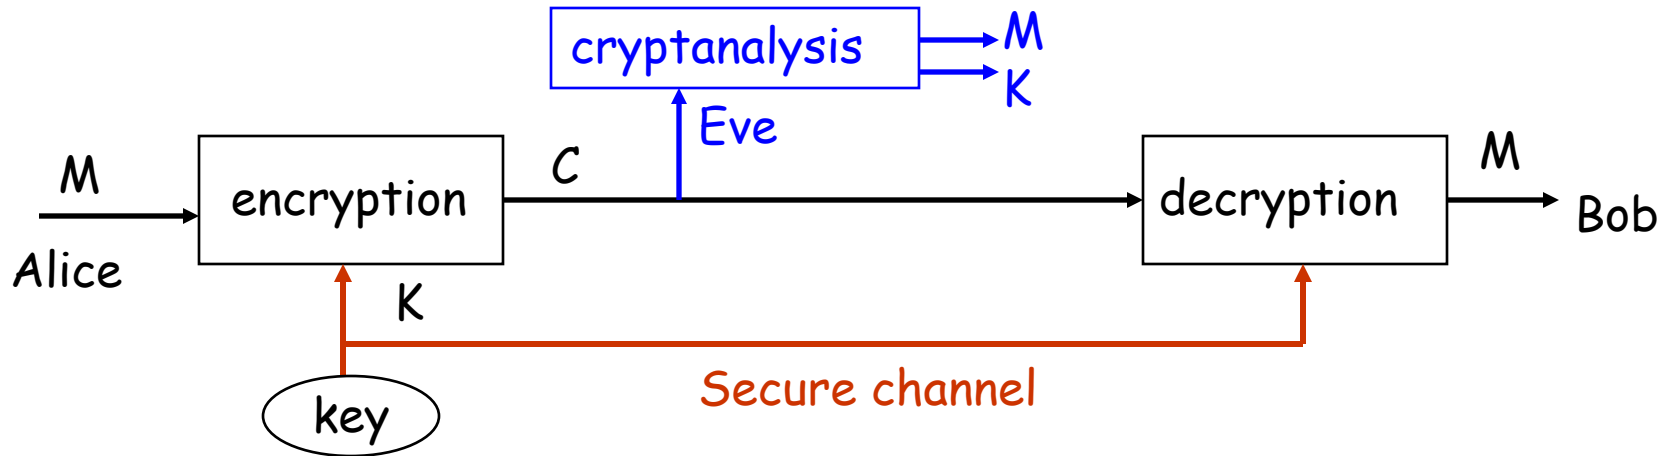 cryptanalysis
M
K
Eve
M
Alice
encryption
C
decryption
M
Bob
K
Secure channel
key